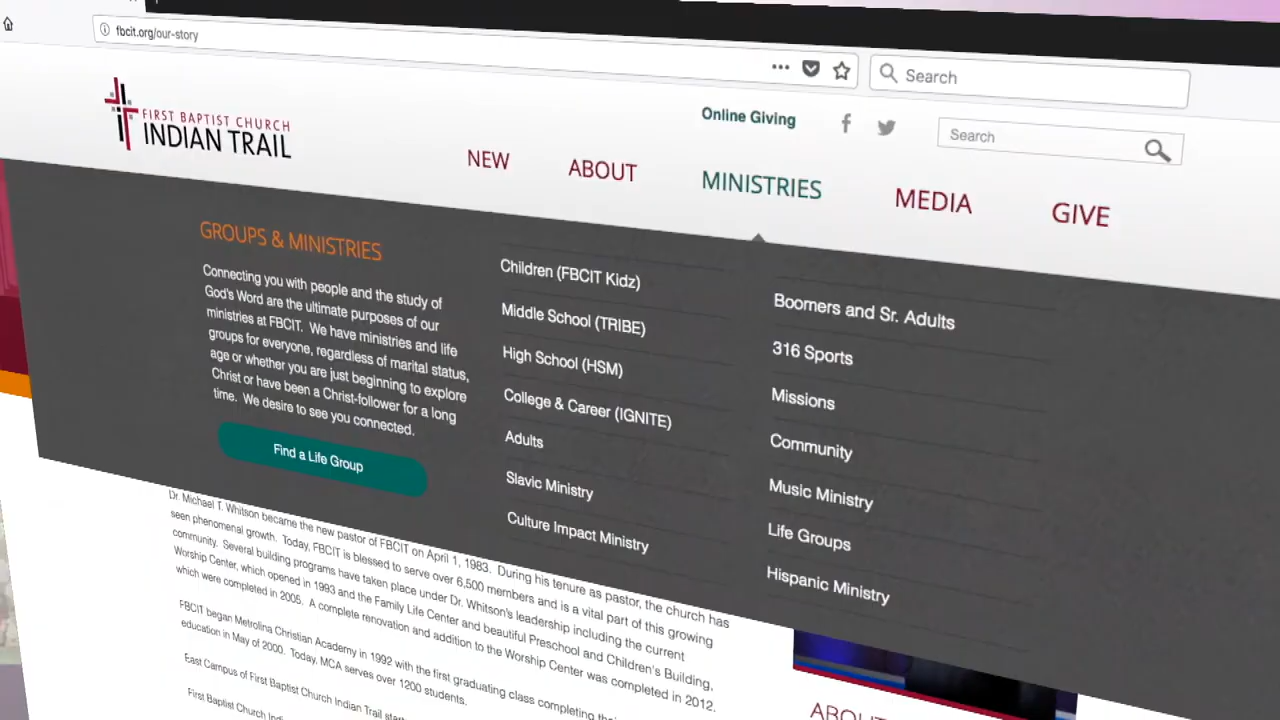 fbcit.org/our-story
Search
FIRST BAPTIST CHURCH
INDIAN TRAIL
Online Giving
Search
NEW
ABOUT
MINISTRIES
MEDIA
GIVE
GROUPS & MINISTRIES
Connecting you with people and the study of
God's Word are the ultimate purposes of our
ministries at FBCIT. We have ministries and life
groups for everyone, regardless of marital status,
age or whether you are just beginning to explore
Christ or have been a Christ-follower for a long
time. We desire to see you connected.
Find a Life Group
Children (FBCIT Kidz)
Middle School (TRIBE)
High School (HSM)
College & Career (IGNITE)
Adults
Slavic Ministry
Culture Impact Ministry
Boomers and Sr. Adults
316 Sports
Missions
Community
Music Ministry
Life Groups
Hispanic Ministry
Dr. Michael T. Whitson became the new pastor of FBCIT on April 1, 1983. During his tenure as pastor, the church has
seen phenomenal growth. Today, FBCIT is blessed to serve over 6,500 members and is a vital part of this growing
community. Several building programs have taken place under Dr. Whitson's leadership including the current
Worship Center, which opened in 1993 and the Family Life Center and beautiful Preschool and Children's Building,
which were completed in 2005. A complete renovation and addition to the Worship Center was completed in 2012.
FBCIT began Metrolina Christian Academy in 1992 with the first graduating class completing their
education in May of 2000. Today, MCA serves over 1200 students.
East Campus of First Baptist Church Indian Trail
First Baptist Church
ABOUT